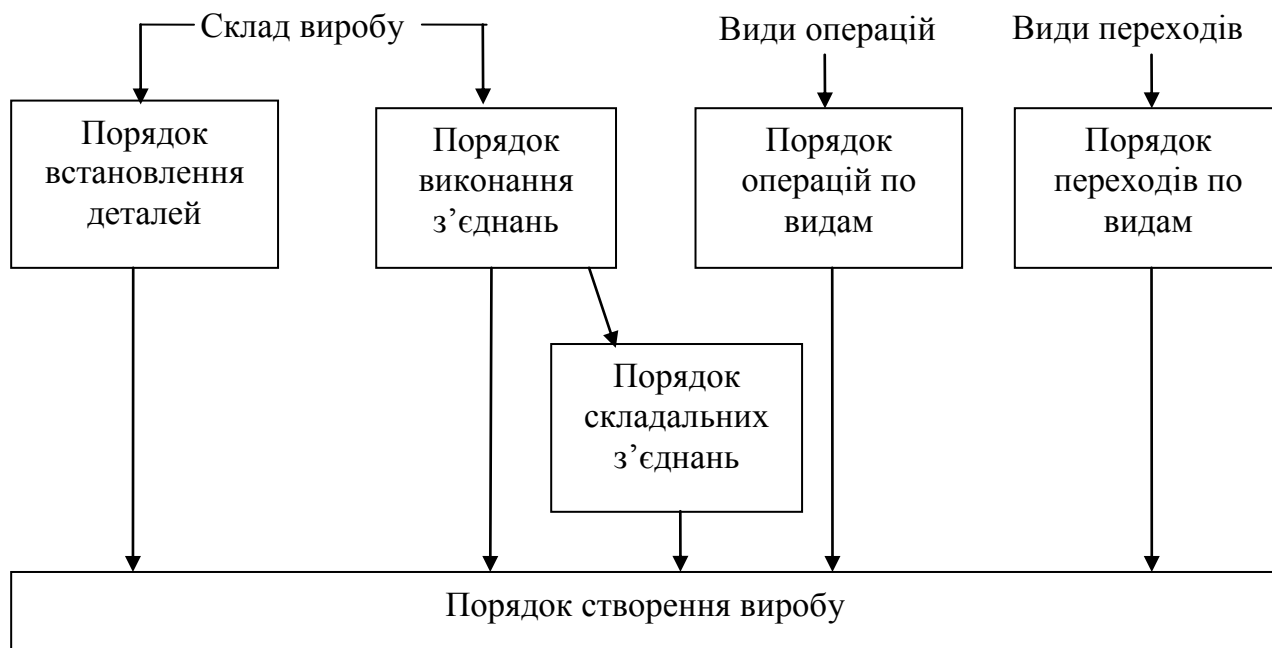 Склад виробу
Види операцій
Види переходів
Порядок
встановлення
деталей
Порядок
виконання
з’єднань
Порядок
операцій по
видам
Порядок
переходів по
видам
Порядок
складальних
з’єднань
Порядок створення виробу